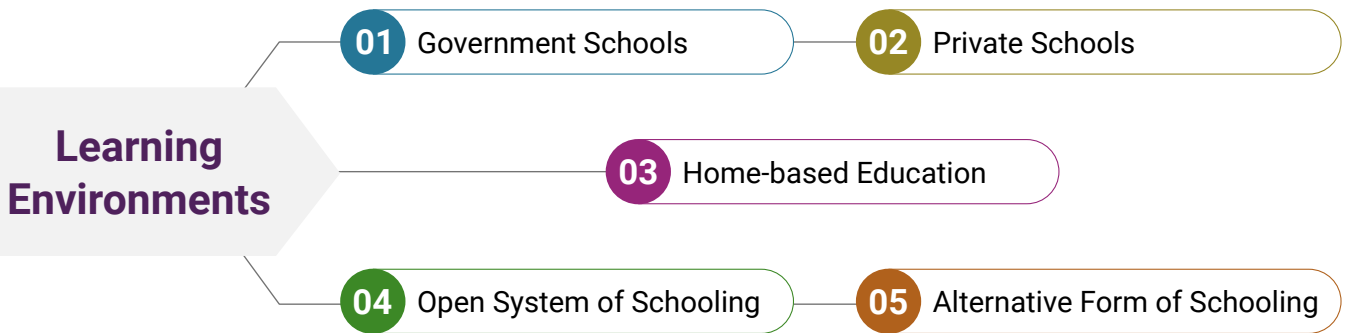 Learning
Environments
01 Government Schools
02 Private Schools
03 Home-based Education
04 Open System of Schooling
05 Alternative Form of Schooling